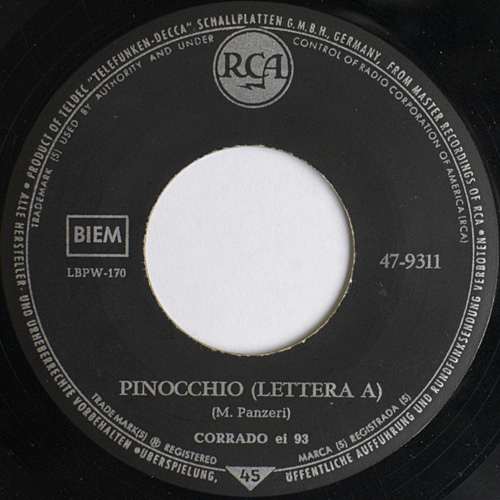 • PRODUCT OF TELDEC "TELEFUNKEN-DECCA" SCHALLPLATTEN G.M.B.H., GERMANY, FROM MASTER RECORDINGS OF RCA •
TRADEMARK (S) USED BY AUTHORITY AND UNDER CONTROL OF RADIO CORPORATION OF AMERICA (RCA)
RCA
BIEM
LBPW-170
47-9311
PINOCCHIO (LETTERA A)
(M. Panzeri)
CORRADO ei 93
TRADEMARK(S) ® REGISTERED
MARCA (S) REGISTRADA (S)
45
• ALLE HERSTELLER- UND URHEBERRECHTE VORBEHALTEN • ÜBERSPIELUNG, ÖFFENTLICHE AUFFÜHRUNG UND RUNDFUNKSENDUNG VERBOTEN •